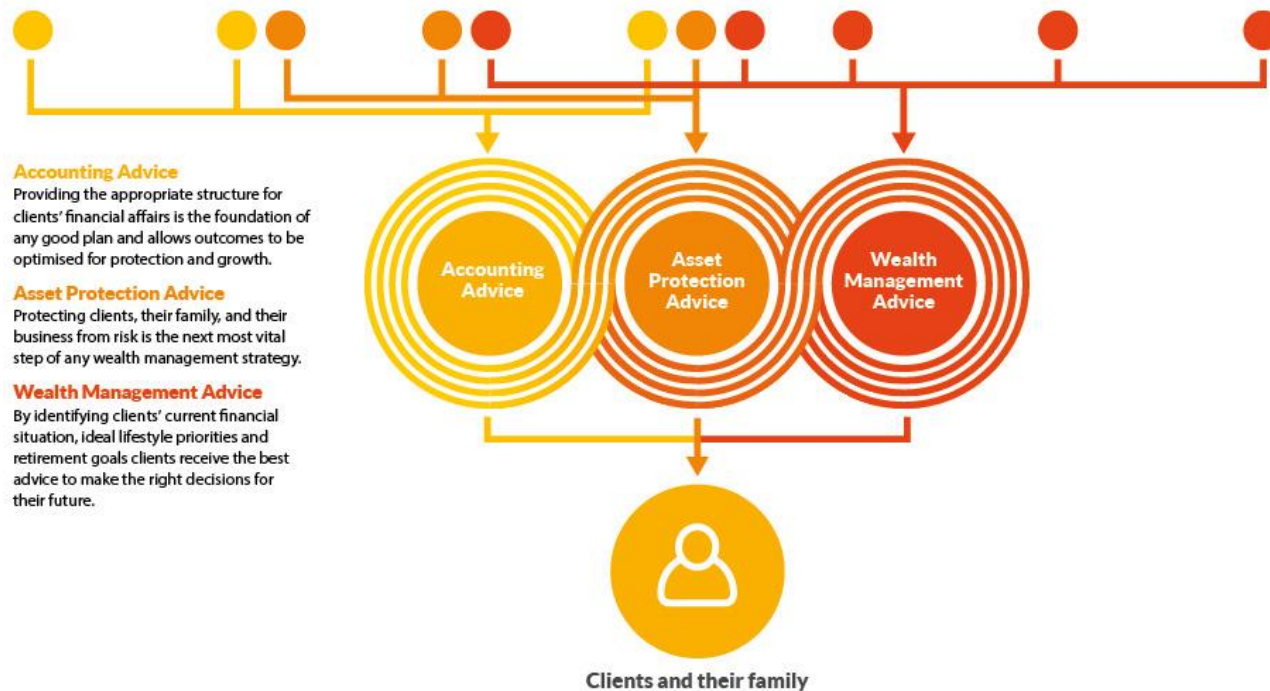 Accounting Advice
Providing the appropriate structure for
clients’ financial affairs is the foundation of
any good plan and allows outcomes to be
optimised for protection and growth.
Asset Protection Advice
Protecting clients, their family, and their
business from risk is the next most vital
step of any wealth management strategy.
Wealth Management Advice
By identifying clients’ current financial
situation, ideal lifestyle priorities and
retirement goals clients receive the best
advice to make the right decisions for
their future.
Accounting
Advice
Asset
Protection
Advice
Wealth
Management
Advice
Clients and their family